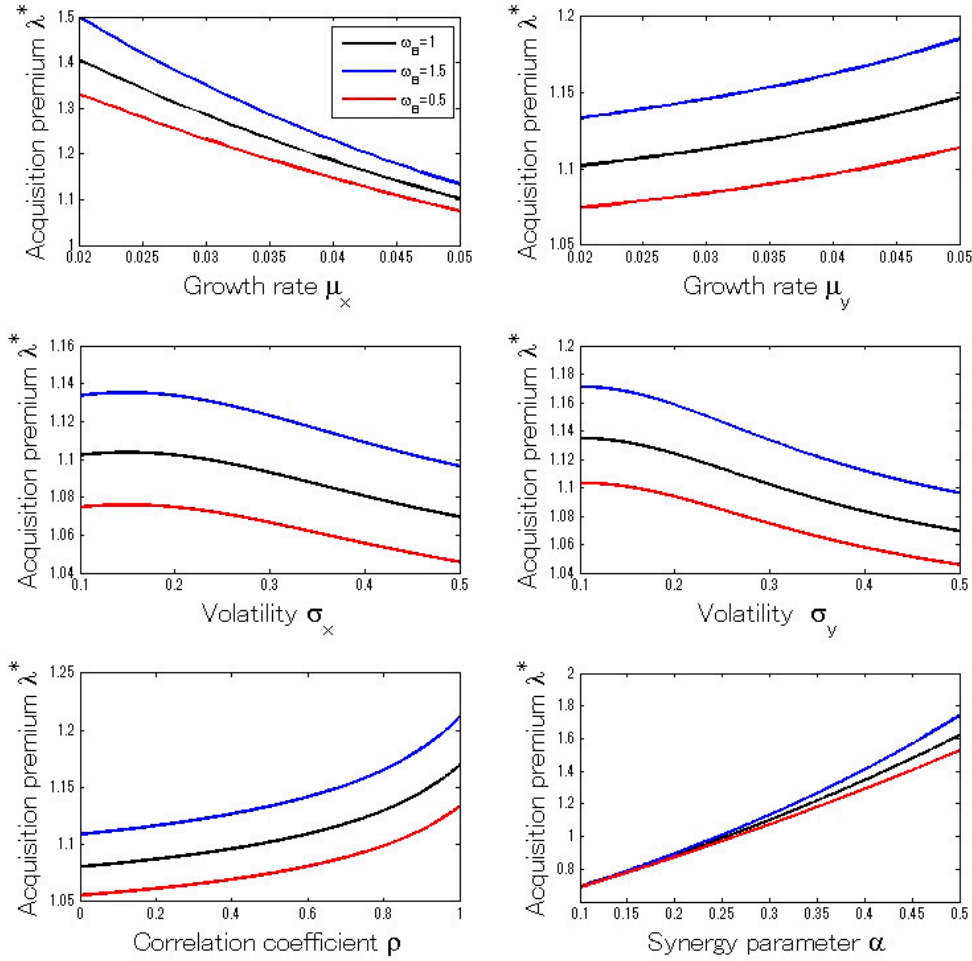 Acquisition premium λ*
1.5
1.4
1.3
1.2
1.1
1
0.02 0.025 0.03 0.035 0.04 0.045 0.05
Growth rate μx
ωB=1
ωB=1.5
ωB=0.5
Acquisition premium λ*
1.2
1.15
1.1
1.05
0.02 0.025 0.03 0.035 0.04 0.045 0.05
Growth rate μy
Acquisition premium λ*
1.16
1.14
1.12
1.1
1.08
1.06
1.04
0.1 0.2 0.3 0.4 0.5
Volatility σx
Acquisition premium λ*
1.2
1.18
1.16
1.14
1.12
1.1
1.08
1.06
1.04
0.1 0.2 0.3 0.4 0.5
Volatility σy
Acquisition premium λ*
1.25
1.2
1.15
1.1
1.05
0 0.2 0.4 0.6 0.8 1
Correlation coefficient ρ
Acquisition premium λ*
2
1.8
1.6
1.4
1.2
1
0.8
0.1 0.15 0.2 0.25 0.3 0.35 0.4 0.45 0.5
Synergy parameter α